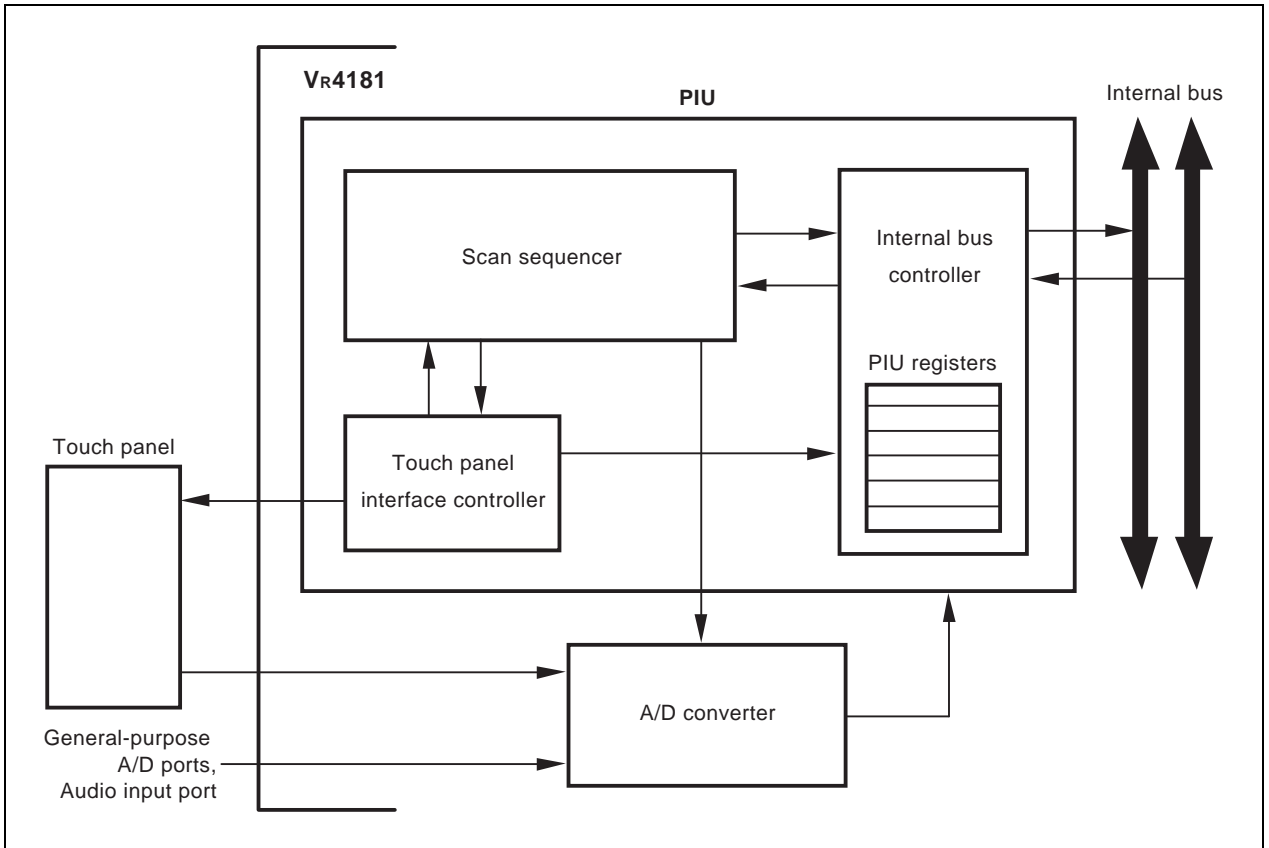 VR4181
PIU
Internal bus
Scan sequencer
Internal bus
controller
PIU registers
Touch panel
Touch panel
interface controller
A/D converter
General-purpose
A/D ports,
Audio input port